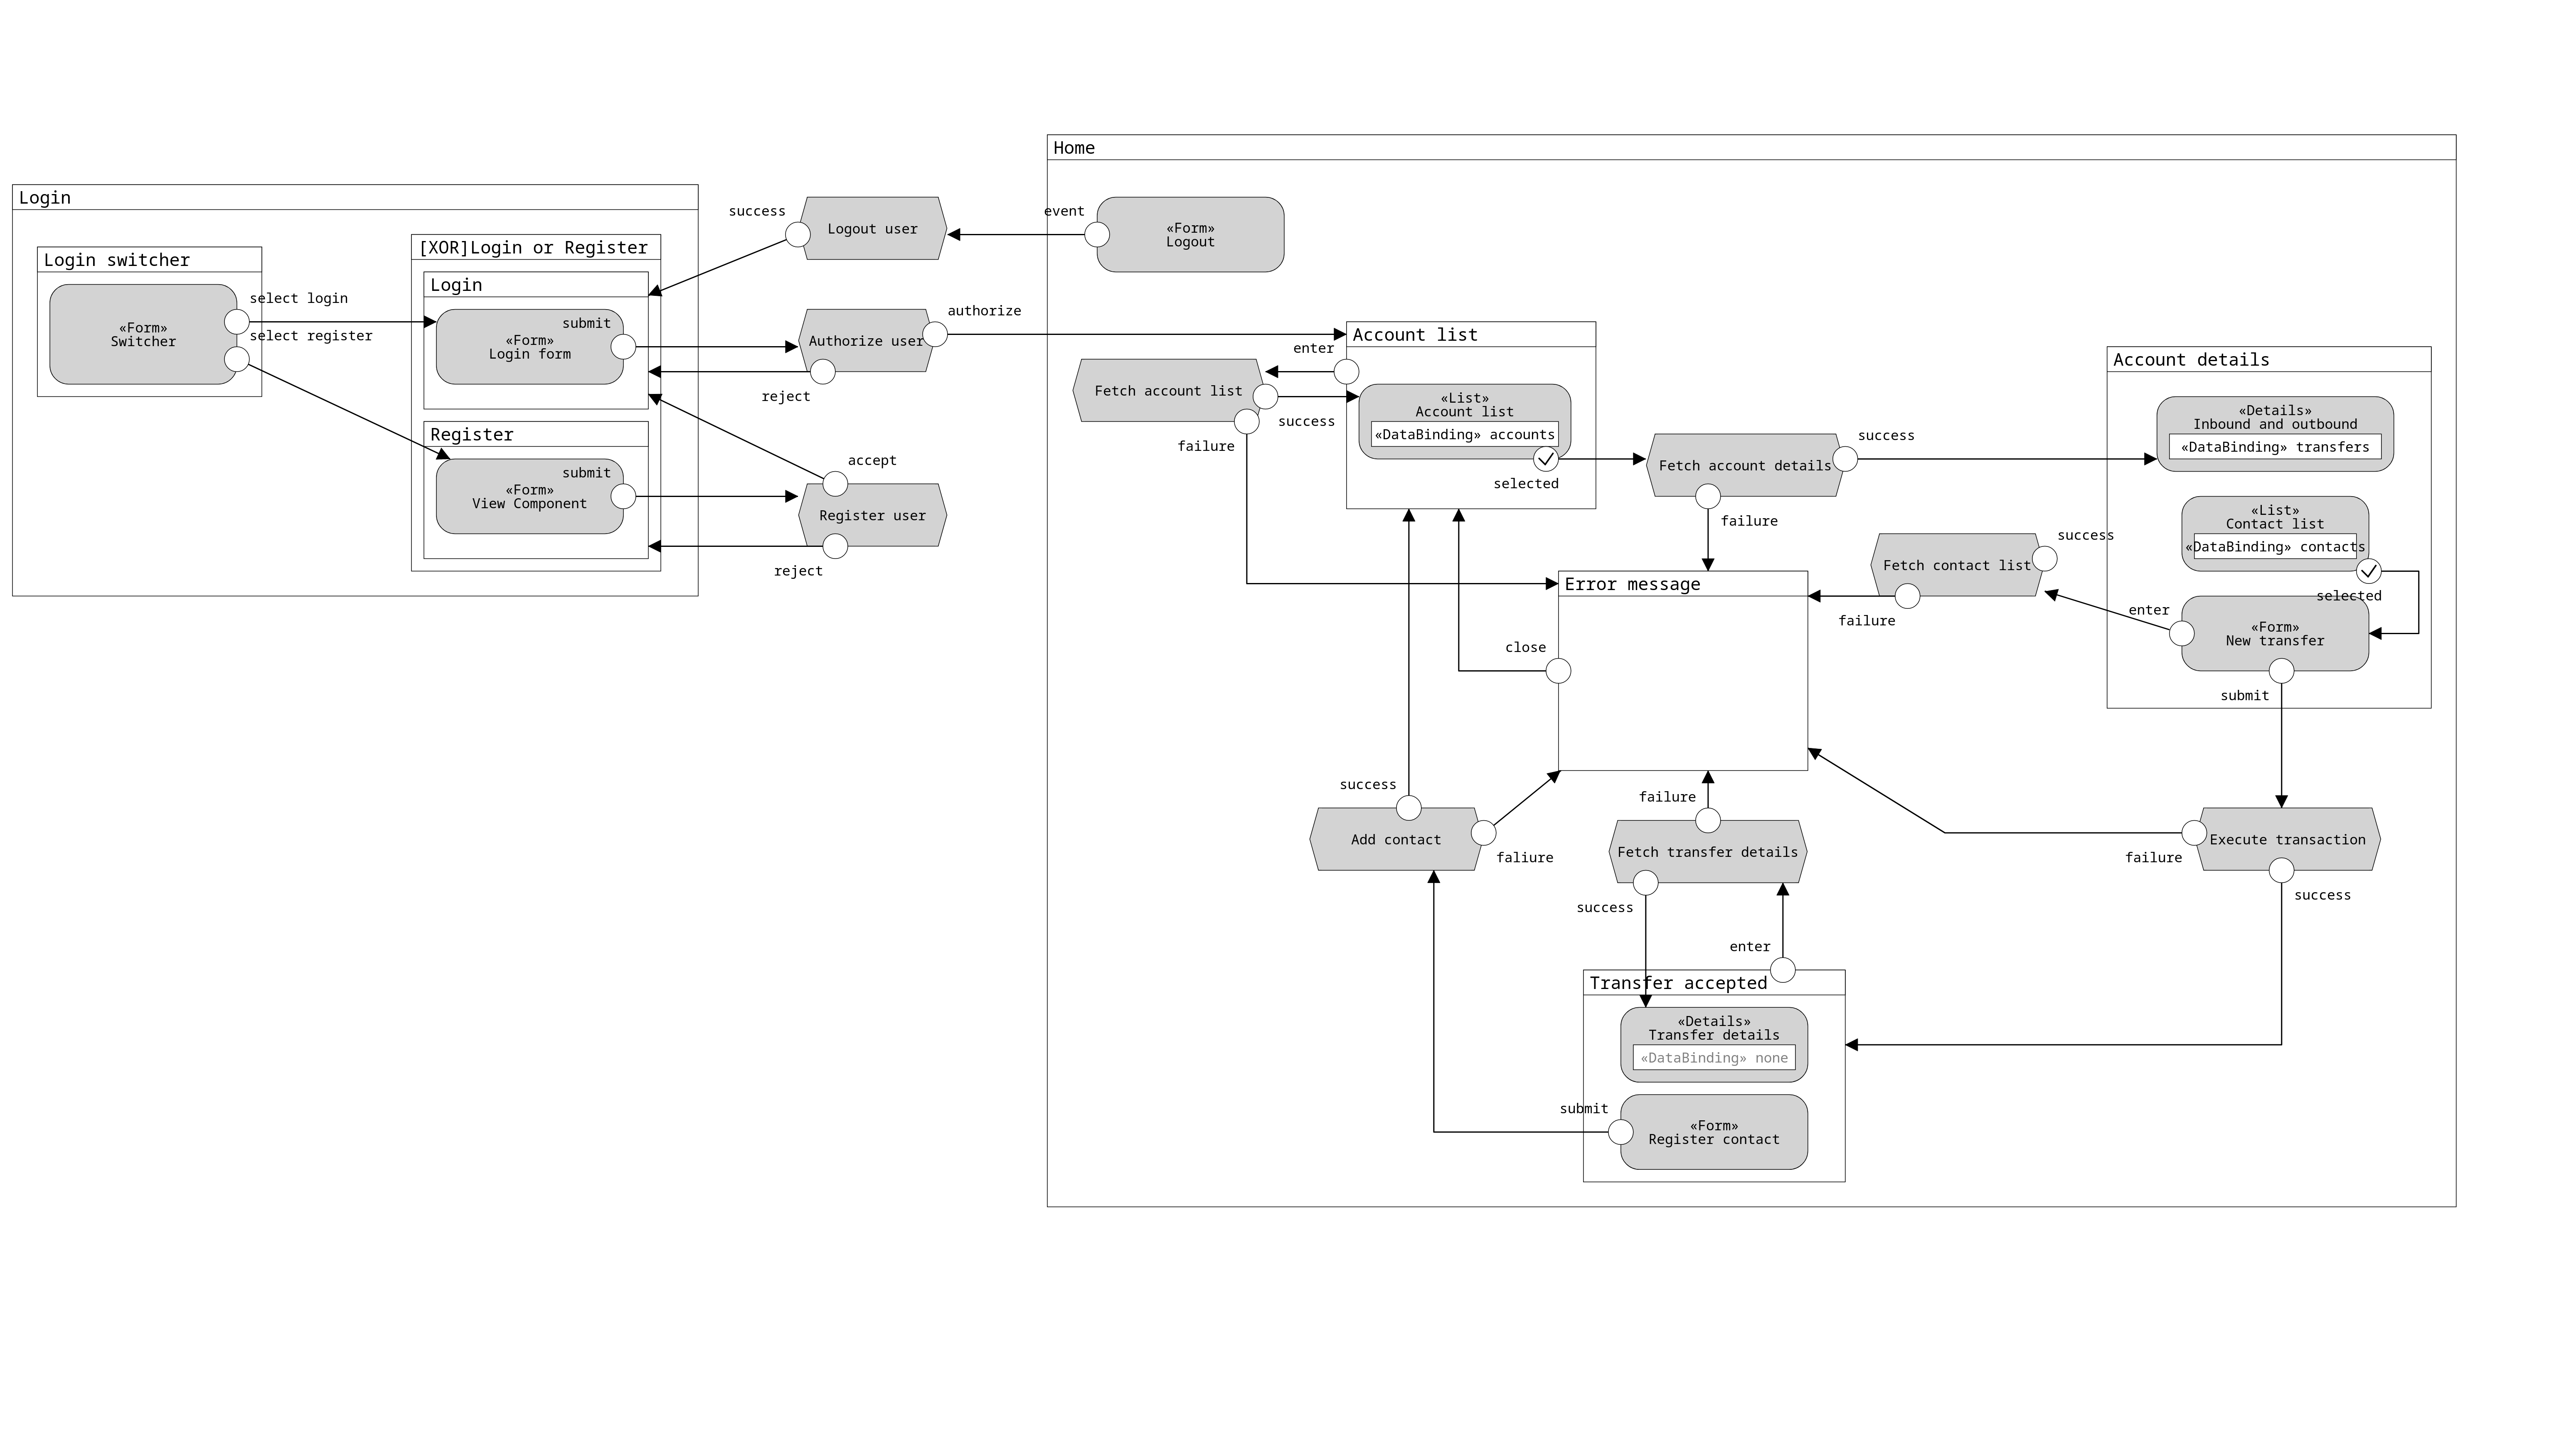 Home
Login
success
Logout user
event
«Form»
Logout
Login switcher
[XOR]Login or Register
Login
select login
«Form»
Switcher
select register
submit
«Form»
Login form
Authorize user
authorize
reject
Register
submit
«Form»
View Component
accept
Register user
reject
Account list
enter
Fetch account list
success
failure
«List»
Account list
«DataBinding» accounts
selected
Fetch account details
success
failure
Account details
«Details»
Inbound and outbound
«DataBinding» transfers
«List»
Contact list
«DataBinding» contacts
selected
Fetch contact list
success
failure
enter
«Form»
New transfer
submit
Error message
close
success
Add contact
faliure
failure
Fetch transfer details
success
enter
Execute transaction
failure
success
Transfer accepted
«Details»
Transfer details
«DataBinding» none
submit
«Form»
Register contact